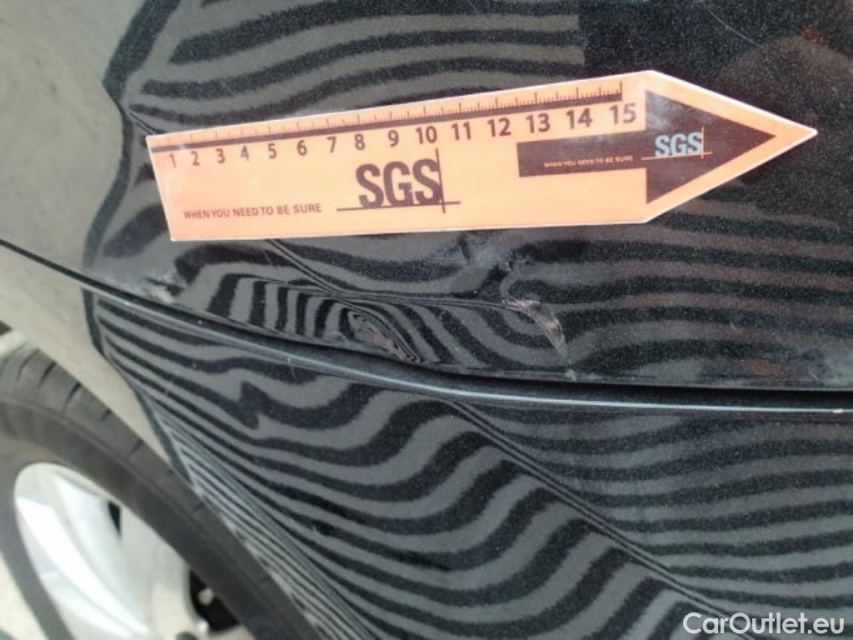 1 2 3 4 5 6 7 8 9 10 11 12 13 14 15
SGS
WHEN YOU NEED TO BE SURE
WHEN YOU NEED TO BE SURE
SGS
CarOutlet.eu